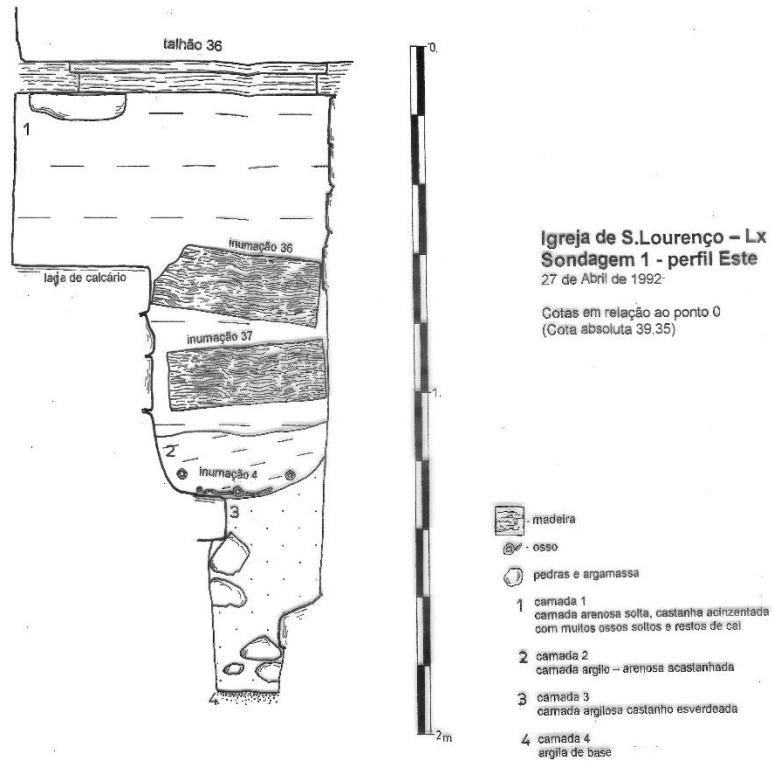 talhão 36
1
inumação 36
laje de calcário
inumação 37
2
inumação 4
3
4
0.
1.
2m
Igreja de S.Lourenço – Lx
Sondagem 1 - perfil Este
27 de Abril de 1992
Cotas em relação ao ponto 0
(Cota absoluta 39.35)
- madeira
- osso
pedras e argamassa
1 camada 1
camada arenosa solta, castanha acinzentada
com muitos ossos soltos e restos de cal
2 camada 2
camada argilo – arenosa acastanhada
3 camada 3
camada argilosa castanho esverdeada
4 camada 4
argila de base